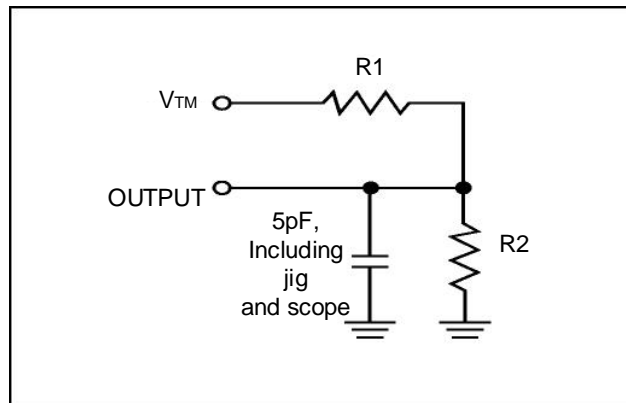 R1
VTM
OUTPUT
5pF,
Including
jig
and scope
R2